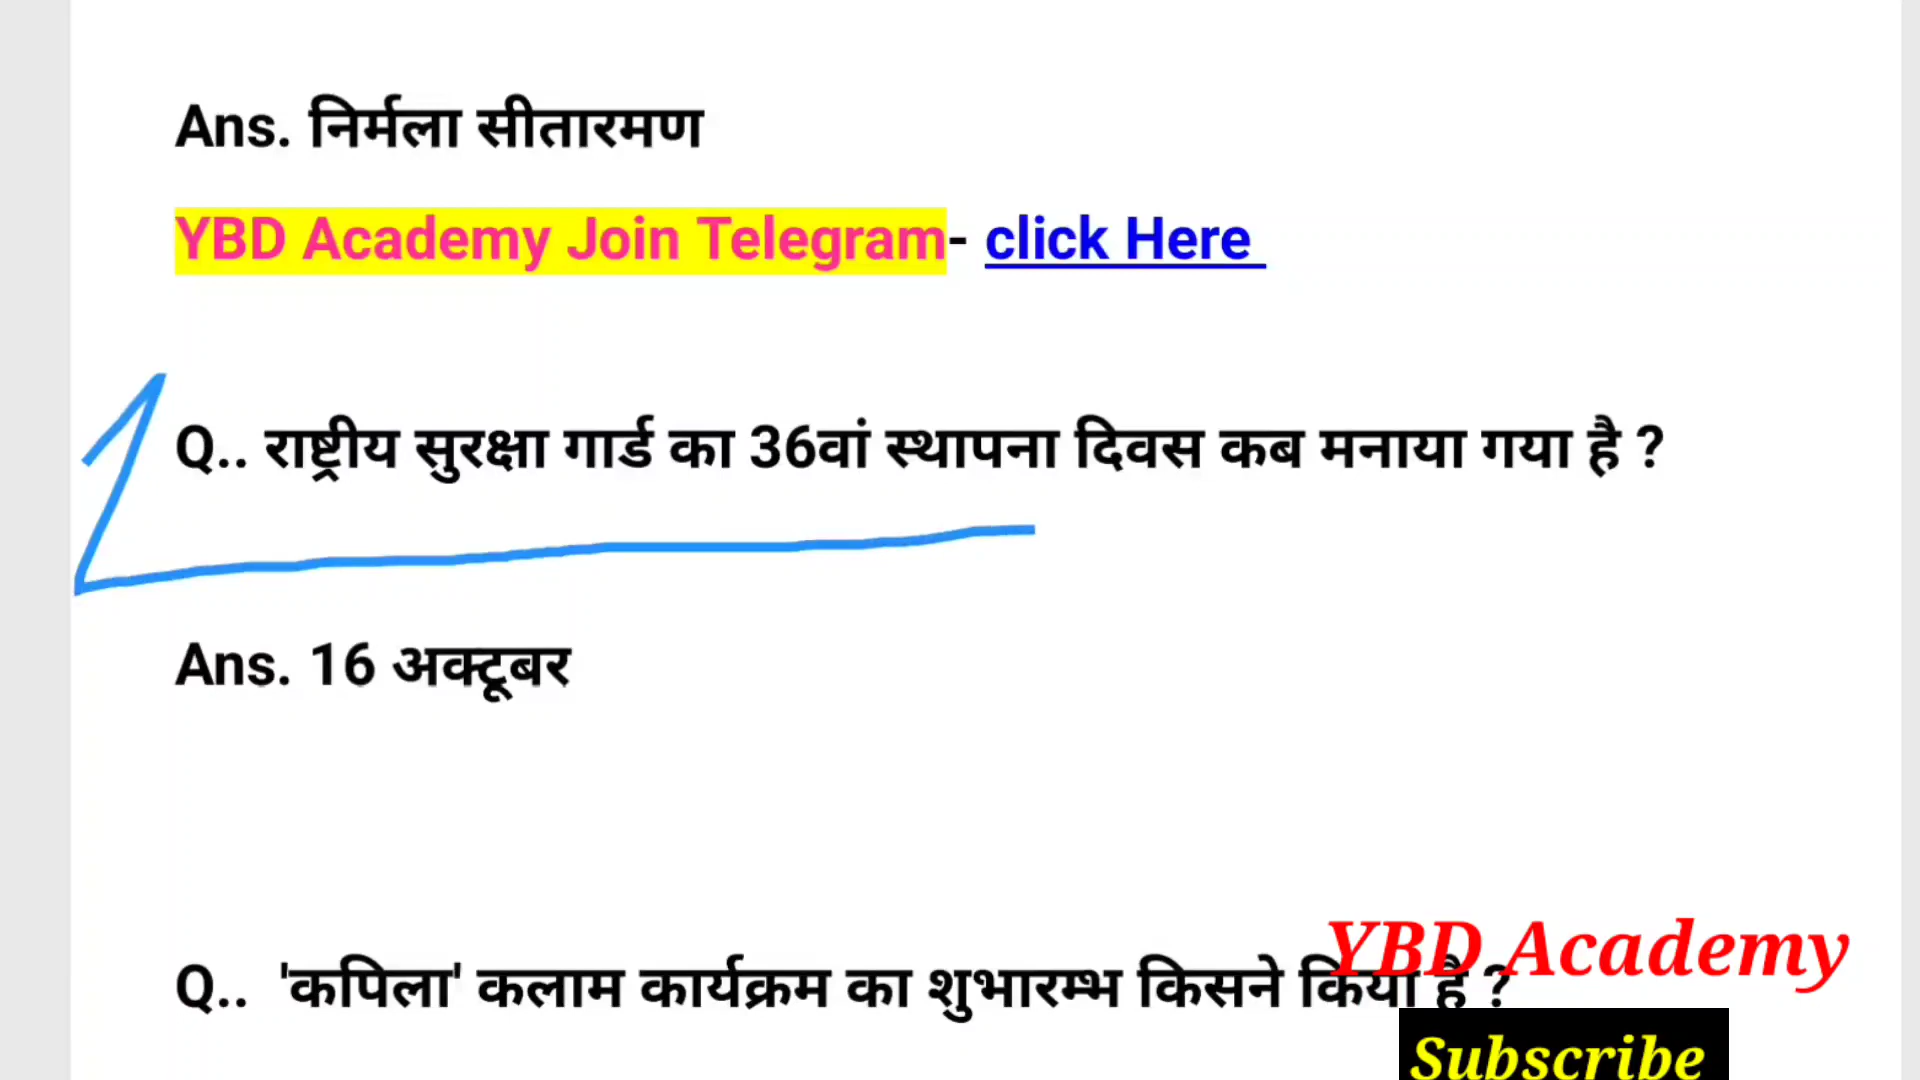 Ans. निर्मला सीतारमण
YBD Academy Join Telegram- click Here
Q.. राष्ट्रीय सुरक्षा गार्ड का 36वां स्थापना दिवस कब मनाया गया है ?
Ans. 16 अक्टूबर
YBD Academy
Q.. 'कपिला' कलाम कार्यक्रम का शुभारम्भ किसने किया है ?
Subscribe